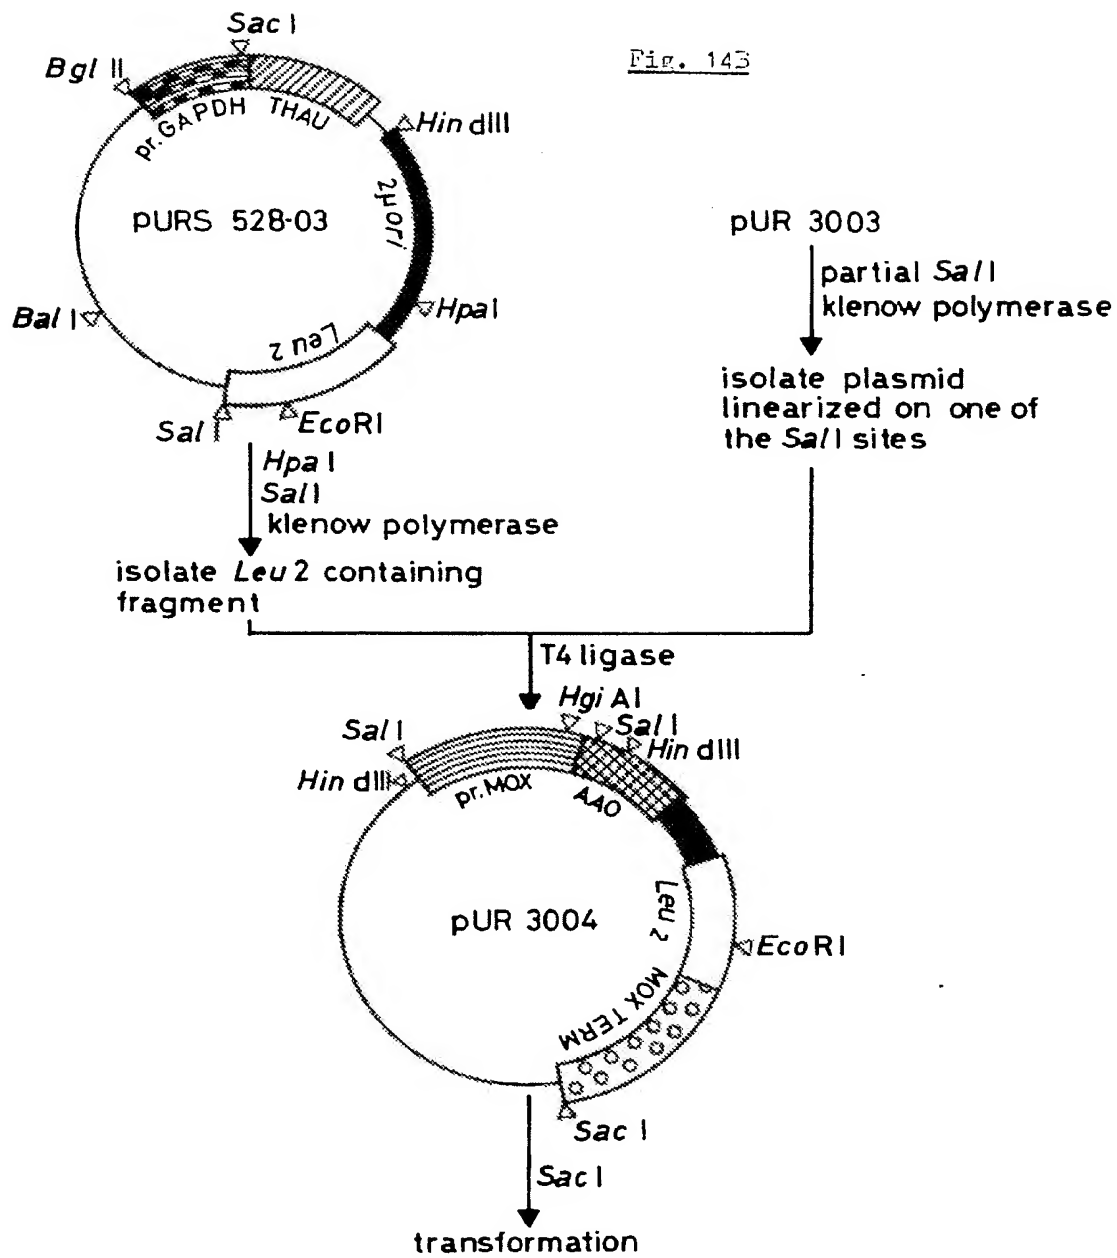 Fig. 14B
Sac I
Bgl II
pr. GAPDH THAU
Hin dIII
2μ ori
pURS 528-03
Hpa I
Bal I
Leu 2
Sal I
EcoRI
Hpa I
Sal I
klenow polymerase
isolate Leu 2 containing
fragment
pUR 3003
partial Sal I
klenow polymerase
isolate plasmid
linearized on one of
the Sal I sites
T4 ligase
Hgi AI
Sal I
Hin dIII
Sal I
Hin dIII
pr. MOX
AAO
Leu 2
pUR 3004
EcoRI
MOX TERM
Sac I
Sac I
transformation